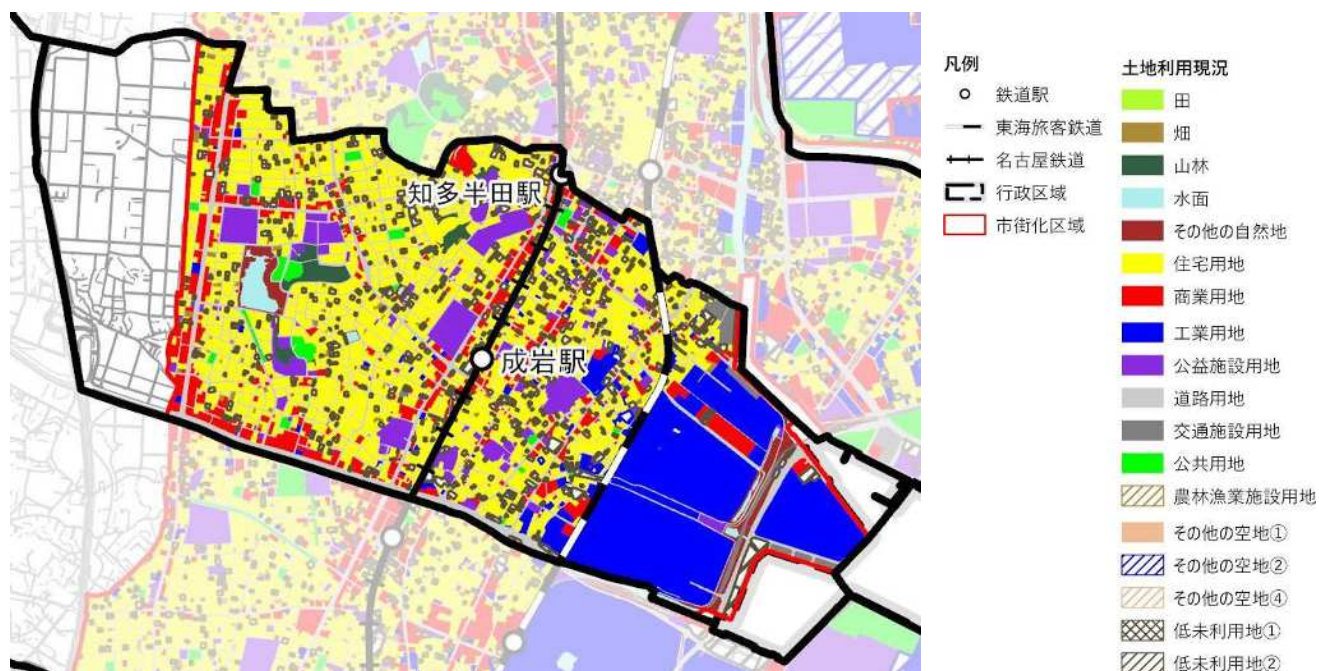 知多半田駅
成岩駅
凡例
鉄道駅
東海旅客鉄道
名古屋鉄道
行政区域
市街化区域
土地利用現況
田
畑
山林
水面
その他の自然地
住宅用地
商業用地
工業用地
公益施設用地
道路用地
交通施設用地
公共用地
農林漁業施設用地
その他の空地①
その他の空地②
その他の空地④
低未利用地①
低未利用地②